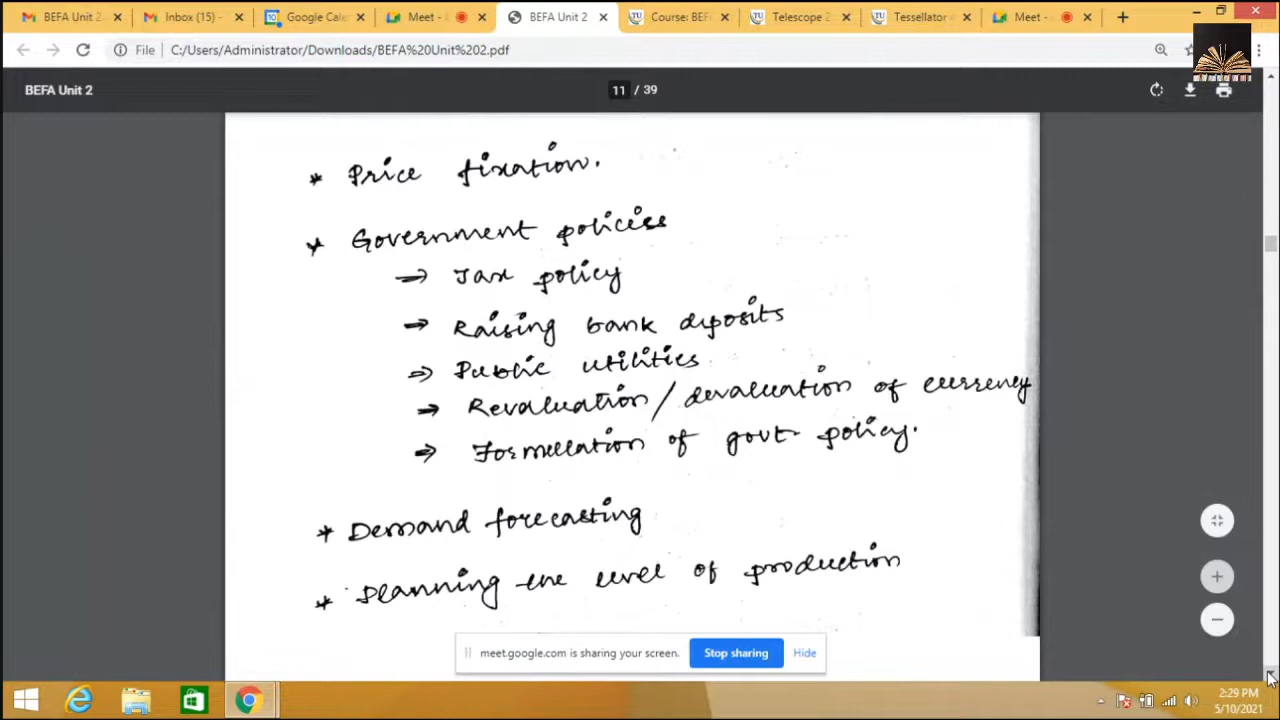 BEFA Unit 2
Inbox (15) -
Google Cale
Meet -
BEFA Unit 2
Course: BEF
Telescope 2
Tessellator
Meet -
File C:/Users/Administrator/Downloads/BEFA%20Unit%202.pdf
BEFA Unit 2
11 / 39
* Price fixation.
* Government policies
→ Tax policy
→ Raising bank deposits
⇒ Public utilities
→ Revaluation/devaluation of currency
⇒ Formellation of govt- policy.
* Demand forecasting
* Planning the level of production
meet.google.com is sharing your screen.
Stop sharing
Hide
2:29 PM
5/10/2021